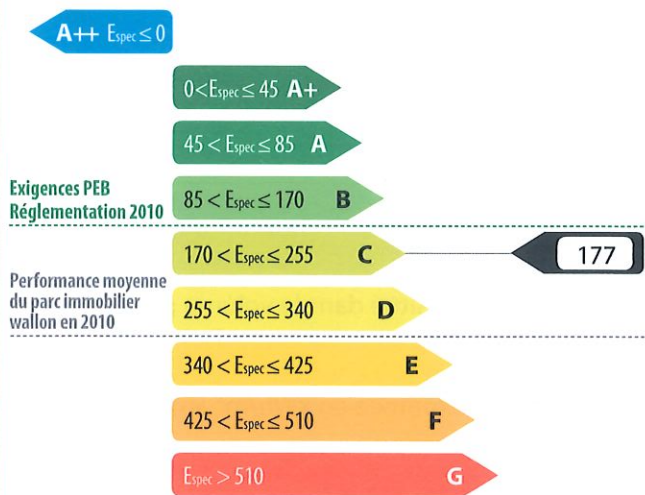 A++ Espec ≤ 0
0 < Espec ≤ 45 A+
45 < Espec ≤ 85 A
Exigences PEB
Réglementation 2010
85 < Espec ≤ 170 B
170 < Espec ≤ 255 C
177
Performance moyenne
du parc immobilier
wallon en 2010
255 < Espec ≤ 340 D
340 < Espec ≤ 425 E
425 < Espec ≤ 510 F
Espec > 510 G